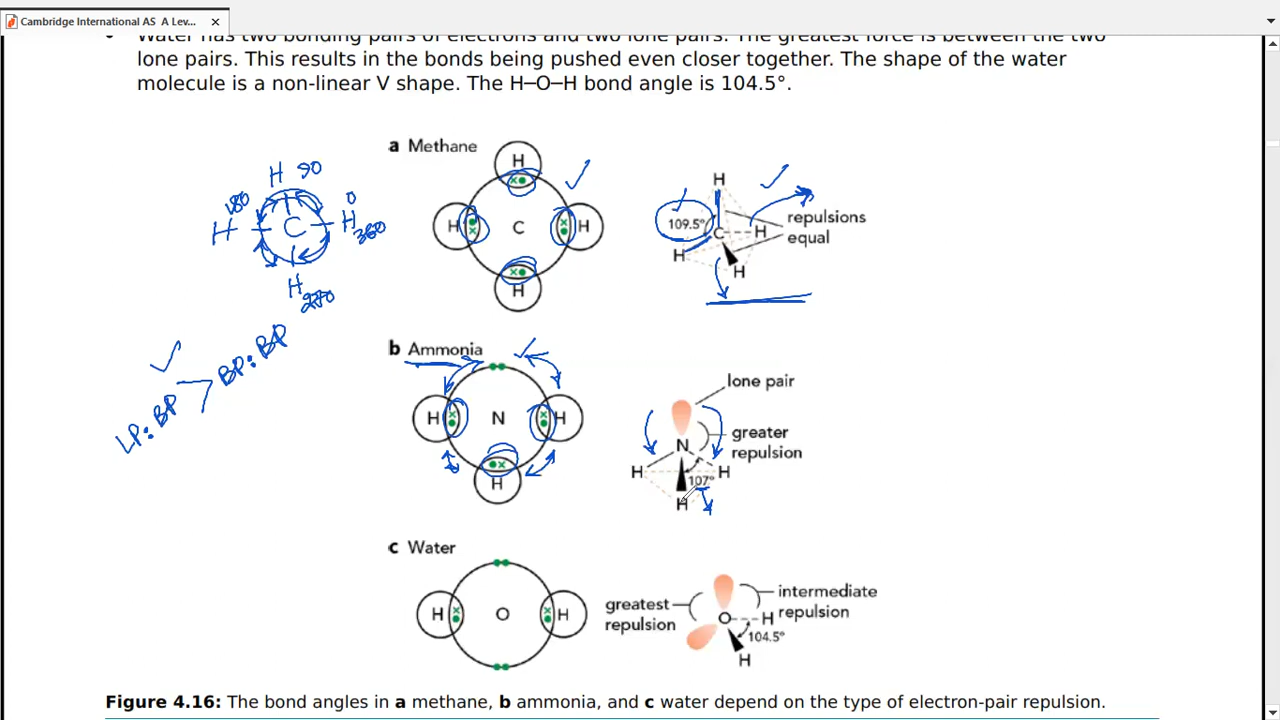 Cambridge International AS A Lev...
Water has two bonding pairs of electrons and two lone pairs. The greatest force is between the two
lone pairs. This results in the bonds being pushed even closer together. The shape of the water
molecule is a non-linear V shape. The H–O–H bond angle is 104.5°.
a Methane
H
H C H
H
H 90
180 0
H C H
360
H
270
H
109.5°
C H
H
H
repulsions
equal
LP:BP > BP:BP
b Ammonia
H N H
H
lone pair
N
greater
repulsion
H H
107°
H
c Water
H O H
greatest
repulsion
intermediate
repulsion
O H
104.5°
H
Figure 4.16: The bond angles in a methane, b ammonia, and c water depend on the type of electron-pair repulsion.